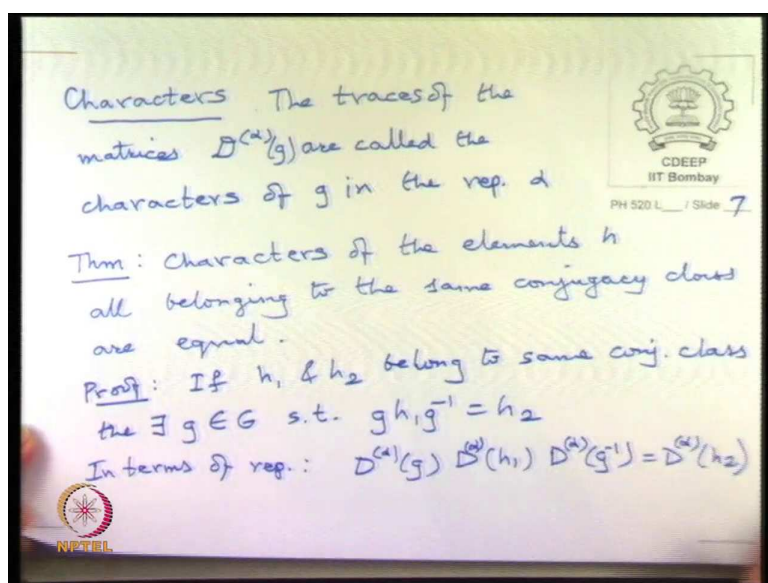 Characters The traces of the
matrices D^(α)(g) are called the
characters of g in the rep. α
CDEEP
IIT Bombay
PH 520 L___ / Slide 7
Thm : Characters of the elements h
all belonging to the same conjugacy class
are equal.
Proof : If h₁ & h₂ belong to same conj. class
the ∃ g ∈ G s.t. g h₁ g⁻¹ = h₂
In terms of rep. : D^(α)(g) D^(α)(h₁) D^(α)(g⁻¹) = D^(α)(h₂)
NPTEL